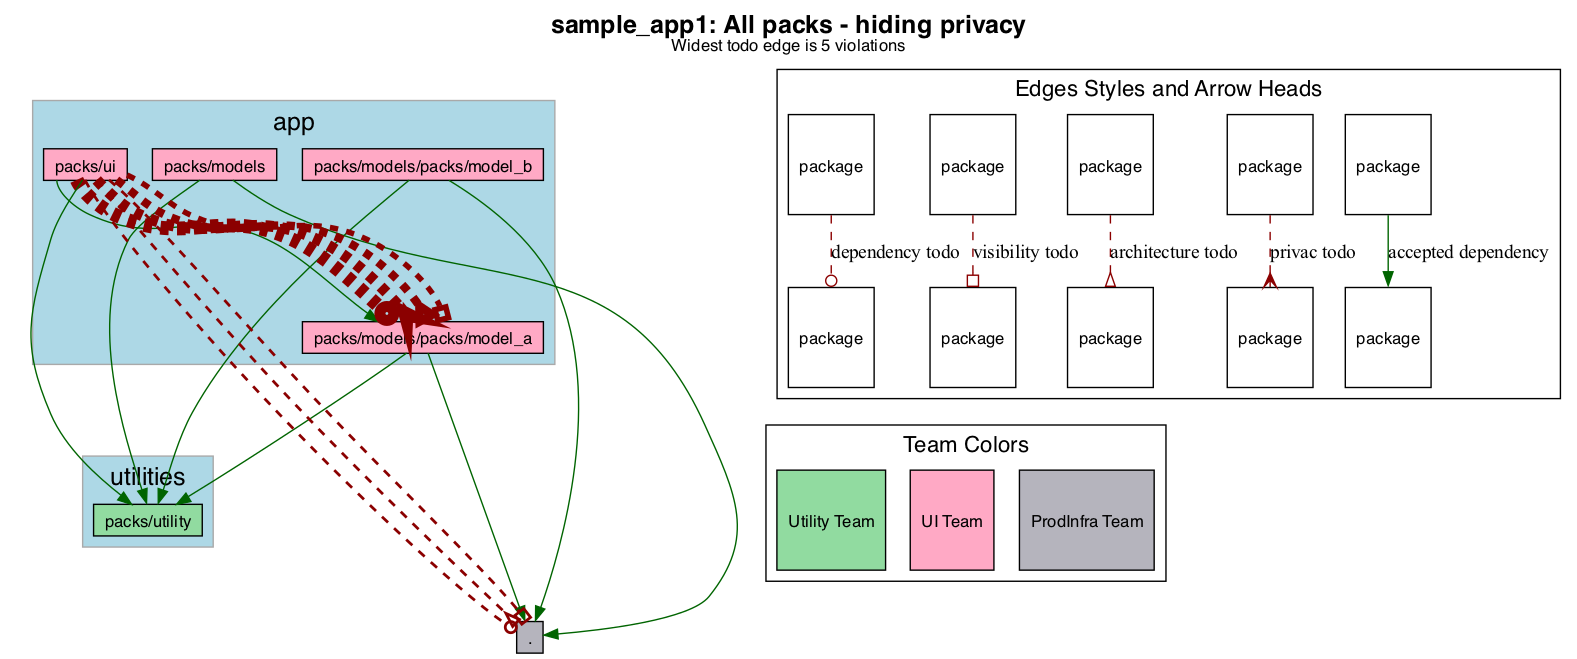 sample_app1: All packs - hiding privacy
Widest todo edge is 5 violations
app
packs/ui
packs/models
packs/models/packs/model_b
packs/models/packs/model_a
utilities
packs/utility
.
Edges Styles and Arrow Heads
package
package
package
package
package
dependency todo
visibility todo
architecture todo
privac todo
accepted dependency
package
package
package
package
package
Team Colors
Utility Team
UI Team
ProdInfra Team